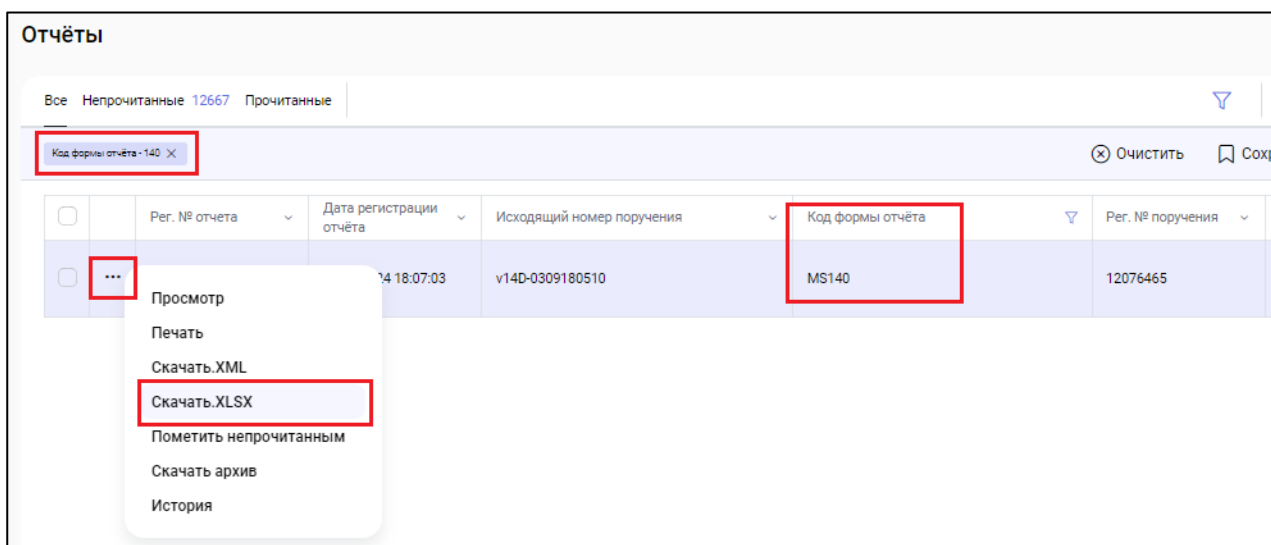 Отчёты
Все Непрочитанные 12667 Прочитанные
Код формы отчёта - 140
Очистить
Рег. № отчета
Дата регистрации
отчёта
Исходящий номер поручения
Код формы отчёта
Рег. № поручения
24 18:07:03
v14D-0309180510
MS140
12076465
Просмотр
Печать
Скачать.XML
Скачать.XLSX
Пометить непрочитанным
Скачать архив
История